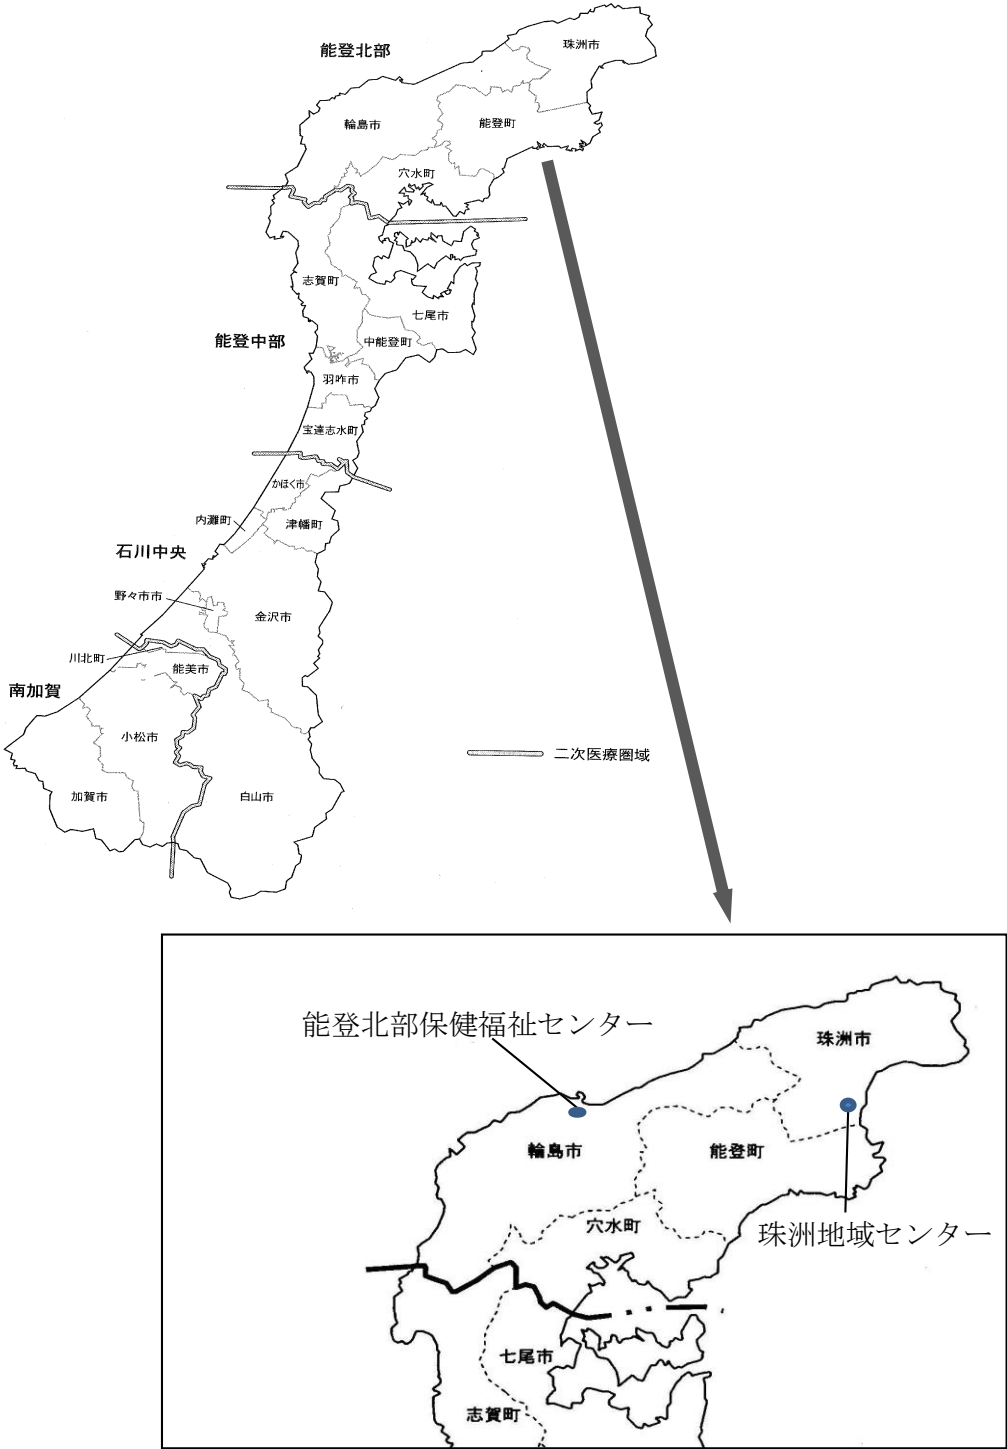 能登北部
珠洲市
輪島市
能登町
穴水町
志賀町
七尾市
能登中部
中能登町
羽咋市
宝達志水町
かほく市
内灘町
津幡町
石川中央
野々市市
金沢市
川北町
能美市
南加賀
小松市
二次医療圏域
加賀市
白山市
能登北部保健福祉センター
珠洲市
輪島市
能登町
穴水町
珠洲地域センター
七尾市
志賀町